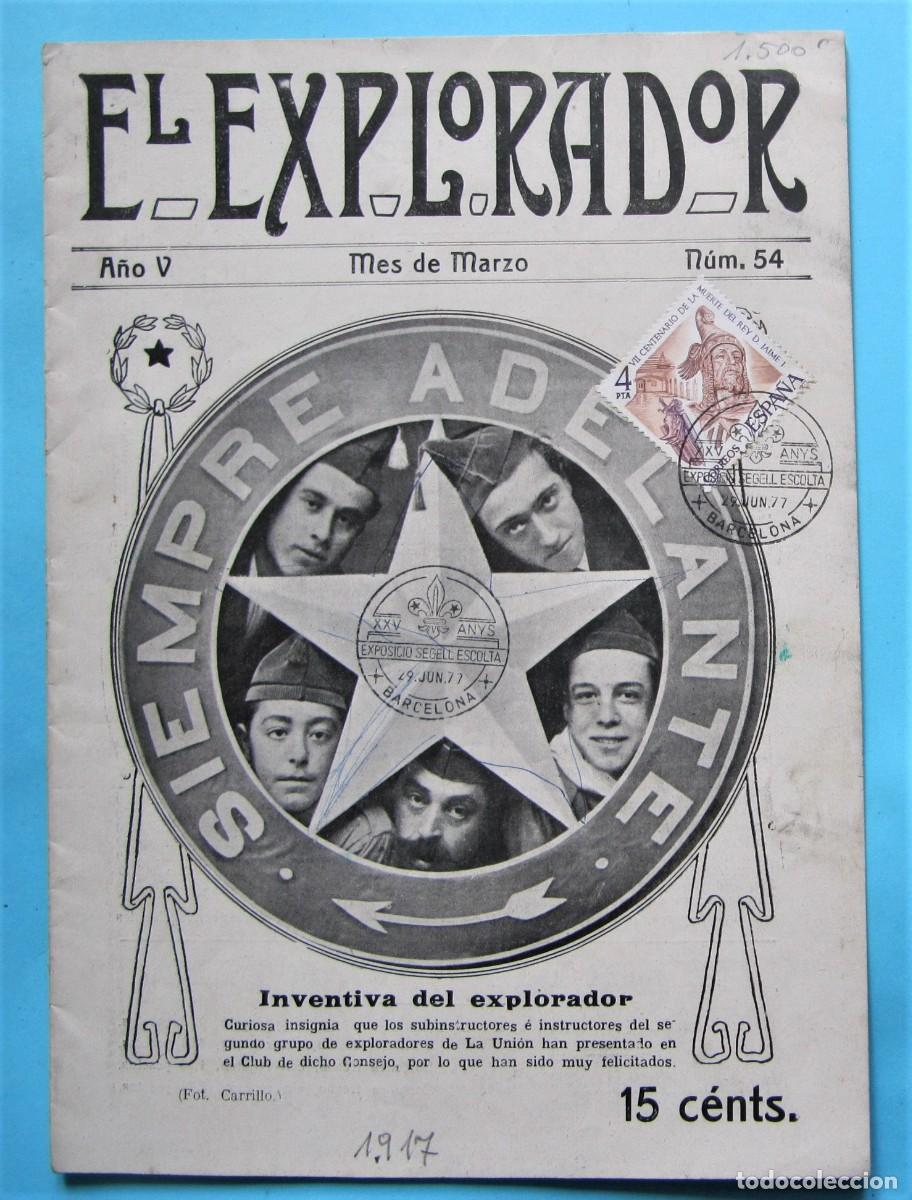 1.500
EL EXPLORADOR
Año V Mes de Marzo Núm. 54
VII CENTENARIO DE LA MUERTE DEL REY D. JAIME I
4 PTA
CORREOS ESPAÑA
XXV ANYS
EXPOSICIO SEGELL ESCOLTA
29.JUN.77
BARCELONA
· SIEMPRE ADELANTE ·
XXV ANYS
EXPOSICIO SEGELL ESCOLTA
29.JUN.77
BARCELONA
Inventiva del explorador
Curiosa insignia que los subinstructores é instructores del se-
gundo grupo de exploradores de La Unión han presentado en
el Club de dicho Consejo, por lo que han sido muy felicitados.
(Fot. Carrillo.)
15 cénts.
1.917
todocoleccion